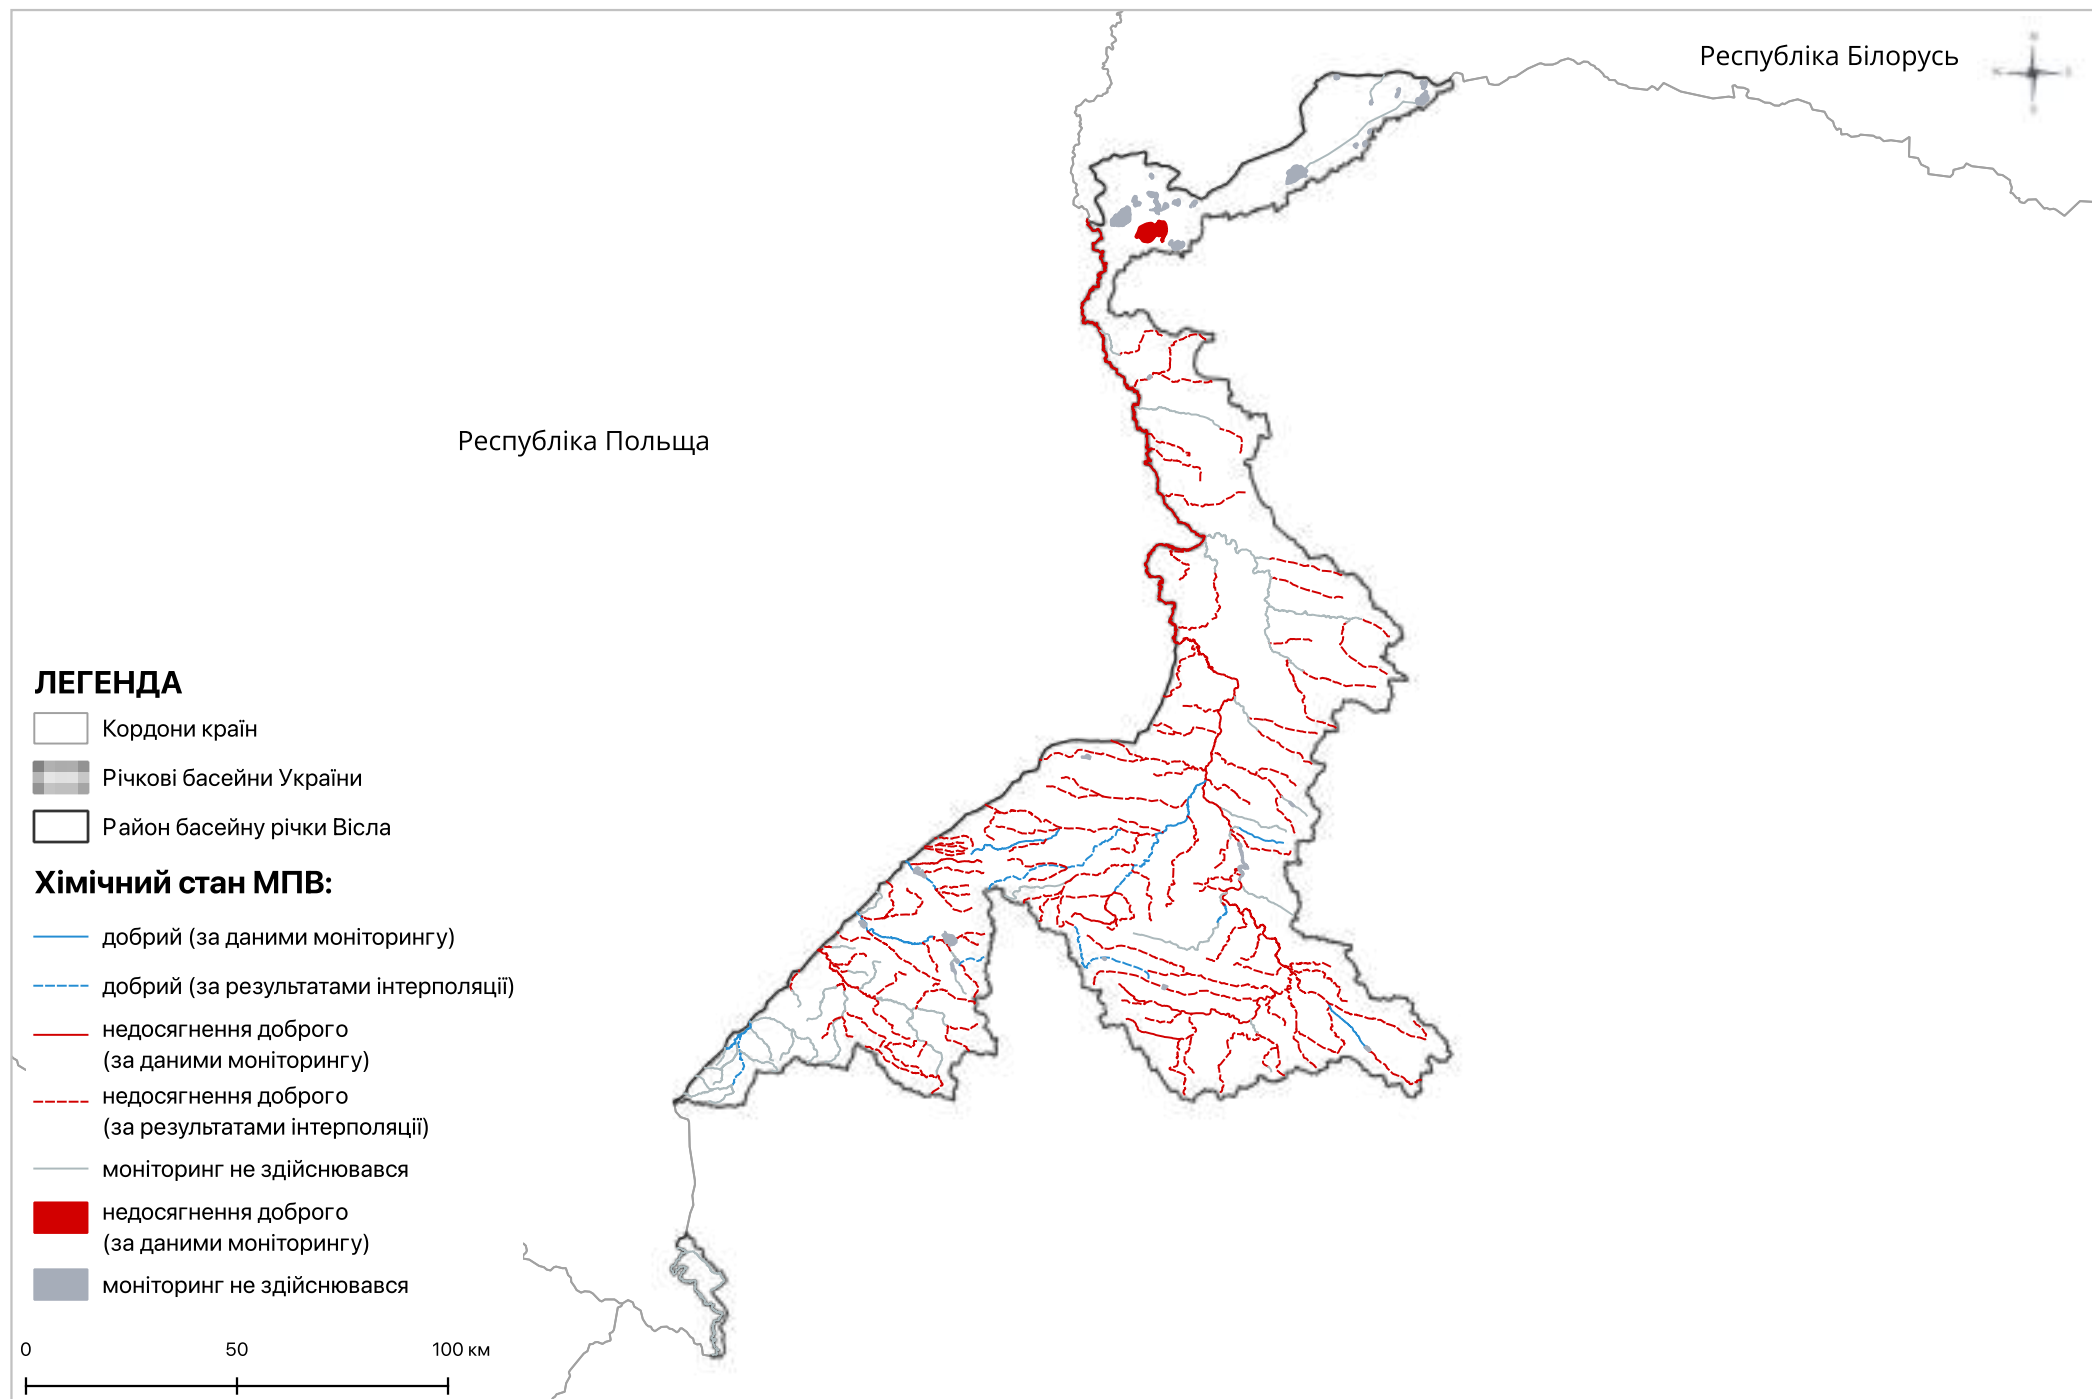 Республіка Білорусь
Республіка Польща
ЛЕГЕНДА
Кордони країн
Річкові басейни України
Район басейну річки Вісла
Хімічний стан МПВ:
добрий (за даними моніторингу)
добрий (за результатами інтерполяції)
недосягнення доброго
(за даними моніторингу)
недосягнення доброго
(за результатами інтерполяції)
моніторинг не здійснювався
недосягнення доброго
(за даними моніторингу)
моніторинг не здійснювався
0 50 100 км